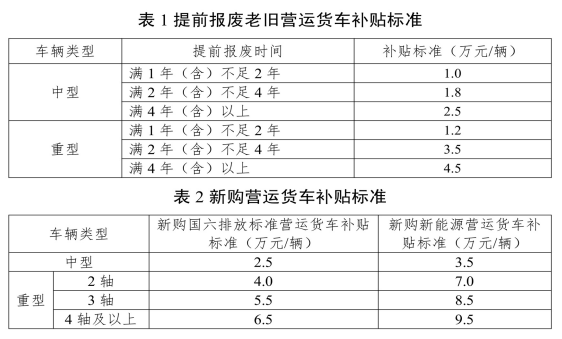 表 1 提前报废老旧营运货车补贴标准
车辆类型 提前报废时间 补贴标准（万元/辆）
中型 满 1 年（含）不足 2 年 1.0
满 2 年（含）不足 4 年 1.8
满 4 年（含）以上 2.5
重型 满 1 年（含）不足 2 年 1.2
满 2 年（含）不足 4 年 3.5
满 4 年（含）以上 4.5
表 2 新购营运货车补贴标准
车辆类型 新购国六排放标准营运货车补贴标准（万元/辆） 新购新能源营运货车补贴标准（万元/辆）
中型 2.5 3.5
重型 2 轴 4.0 7.0
3 轴 5.5 8.5
4 轴及以上 6.5 9.5